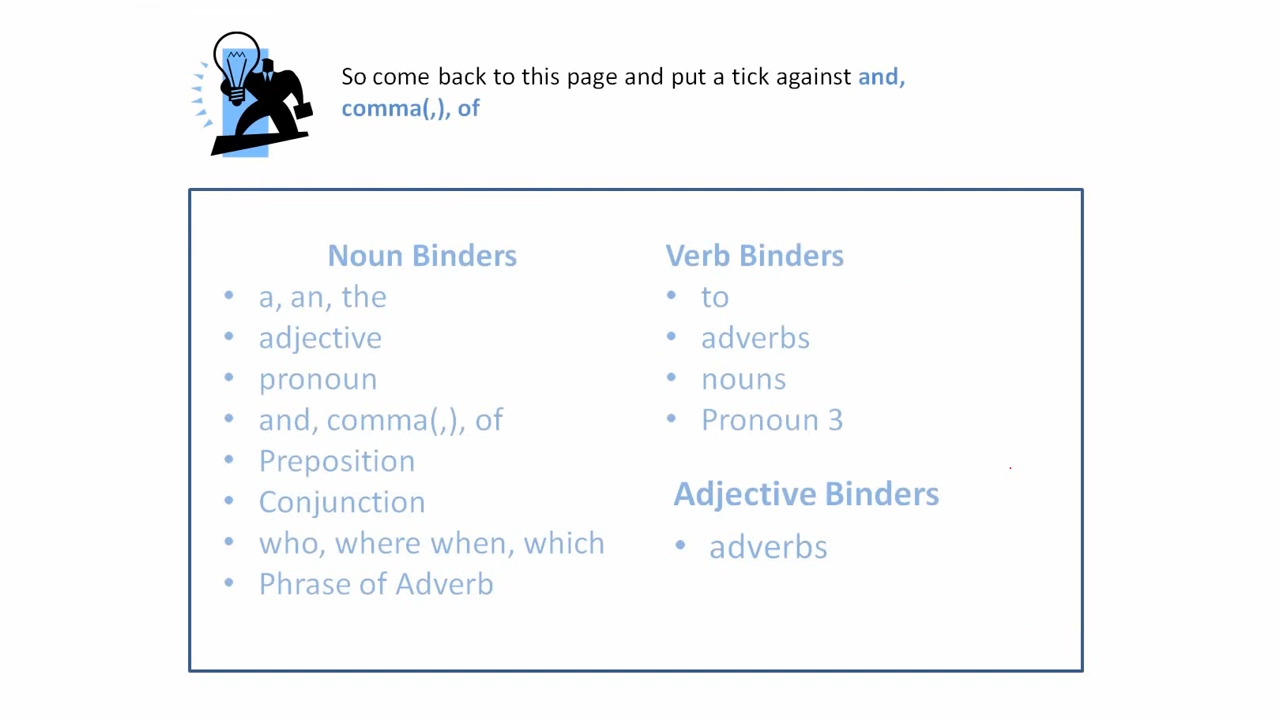 So come back to this page and put a tick against and,
comma(,), of
Noun Binders
• a, an, the
• adjective
• pronoun
• and, comma(,), of
• Preposition
• Conjunction
• who, where when, which
• Phrase of Adverb
Verb Binders
• to
• adverbs
• nouns
• Pronoun 3
Adjective Binders
• adverbs